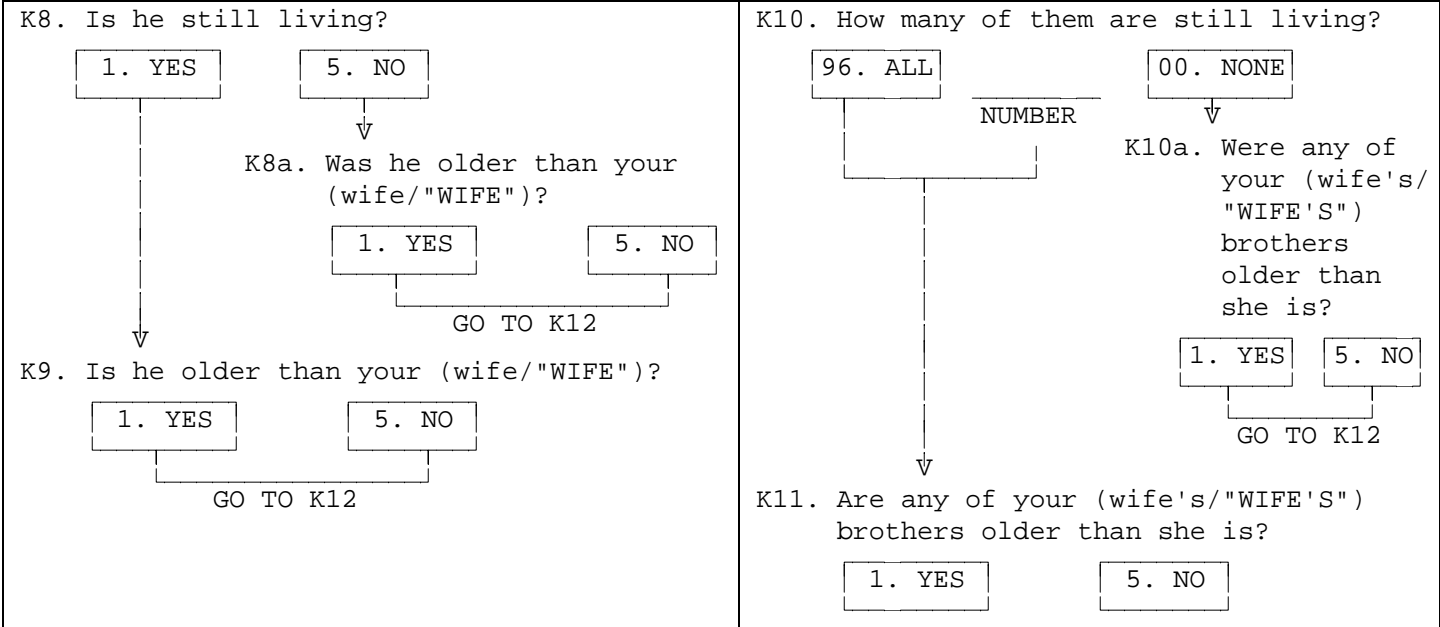 K8. Is he still living?
1. YES 5. NO
K8a. Was he older than your
(wife/"WIFE")?
1. YES 5. NO
GO TO K12
K9. Is he older than your (wife/"WIFE")?
1. YES 5. NO
GO TO K12
K10. How many of them are still living?
96. ALL 00. NONE
NUMBER
K10a. Were any of
your (wife's/
"WIFE'S")
brothers
older than
she is?
1. YES 5. NO
GO TO K12
K11. Are any of your (wife's/"WIFE'S")
brothers older than she is?
1. YES 5. NO